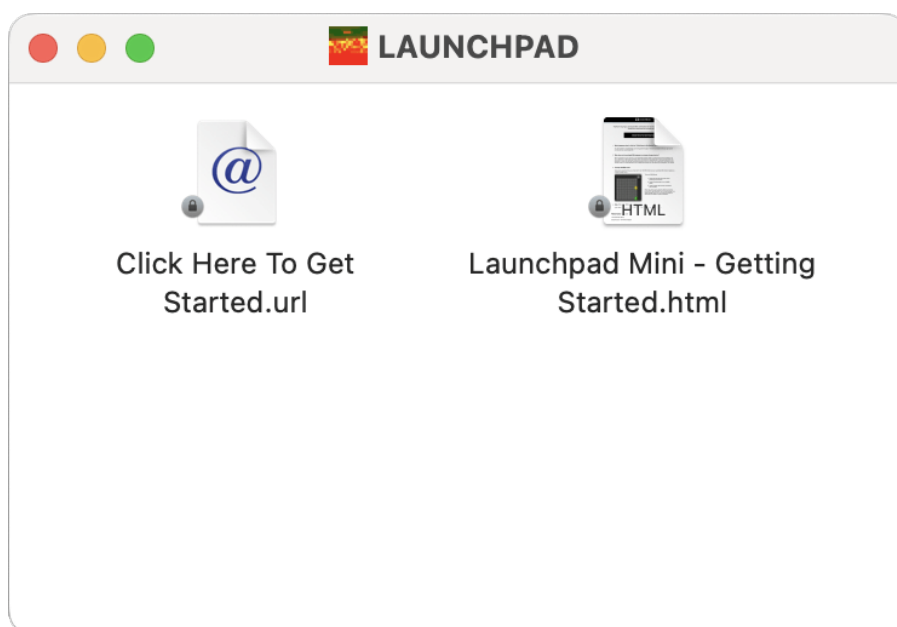 LAUNCHPAD
Click Here To Get
Started.url
HTML
Launchpad Mini - Getting
Started.html